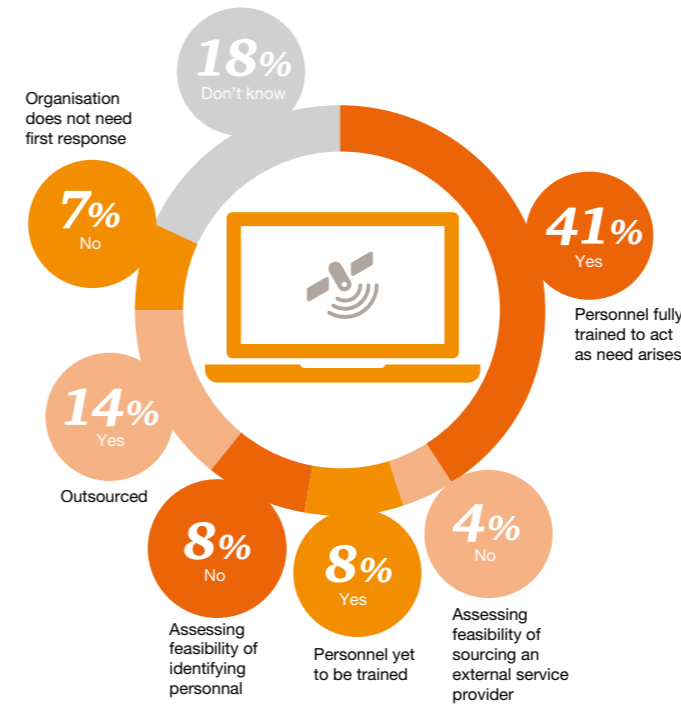 18%
Don't know
Organisation
does not need
first response
7%
No
41%
Yes
Personnel fully
trained to act
as need arises
14%
Yes
Outsourced
8%
No
Assessing
feasibility of
identifying
personnal
8%
Yes
Personnel yet
to be trained
4%
No
Assessing
feasibility of
sourcing an
external service
provider